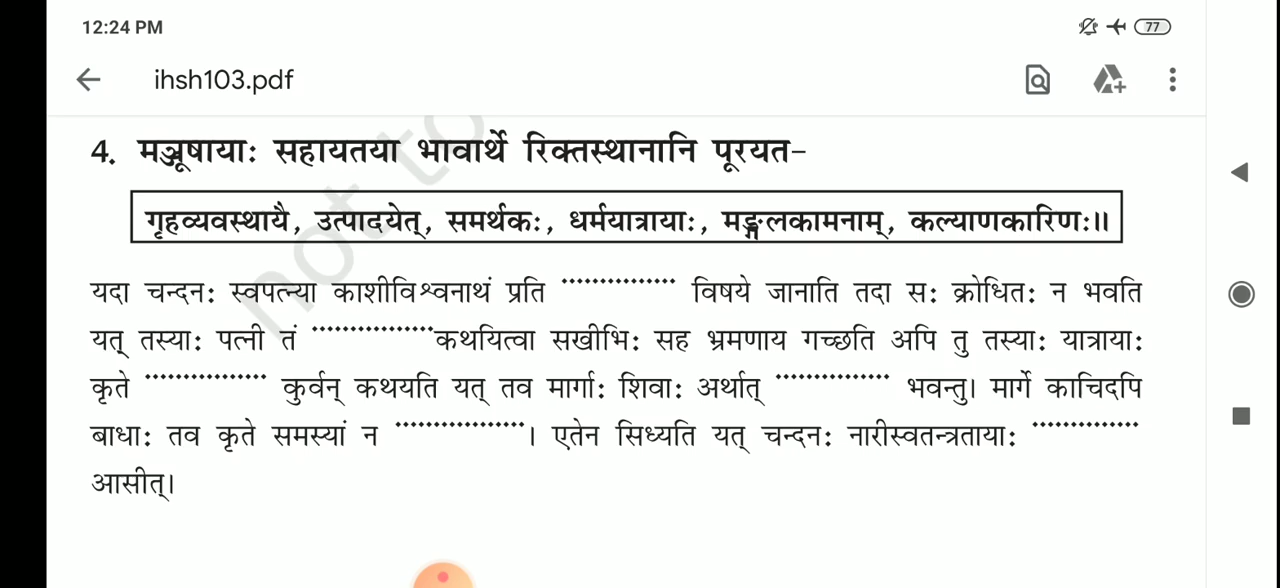 12:24 PM
77
ihsh103.pdf
not to
4. मञ्जूषायाः सहायतया भावार्थे रिक्तस्थानानि पूरयत–
गृहव्यवस्थायै, उत्पादयेत्, समर्थकः, धर्मयात्रायाः, मङ्गलकामनाम्, कल्याणकारिणः॥
यदा चन्दनः स्वपत्न्या काशीविश्वनाथं प्रति ............... विषये जानाति तदा सः क्रोधितः न भवति
यत् तस्याः पत्नी तं ................कथयित्वा सखीभिः सह भ्रमणाय गच्छति अपि तु तस्याः यात्रायाः
कृते ................ कुर्वन् कथयति यत् तव मार्गाः शिवाः अर्थात् ............... भवन्तु। मार्गे काचिदपि
बाधाः तव कृते समस्यां न .................। एतेन सिध्यति यत् चन्दनः नारीस्वतन्त्रतायाः ..............
आसीत्।